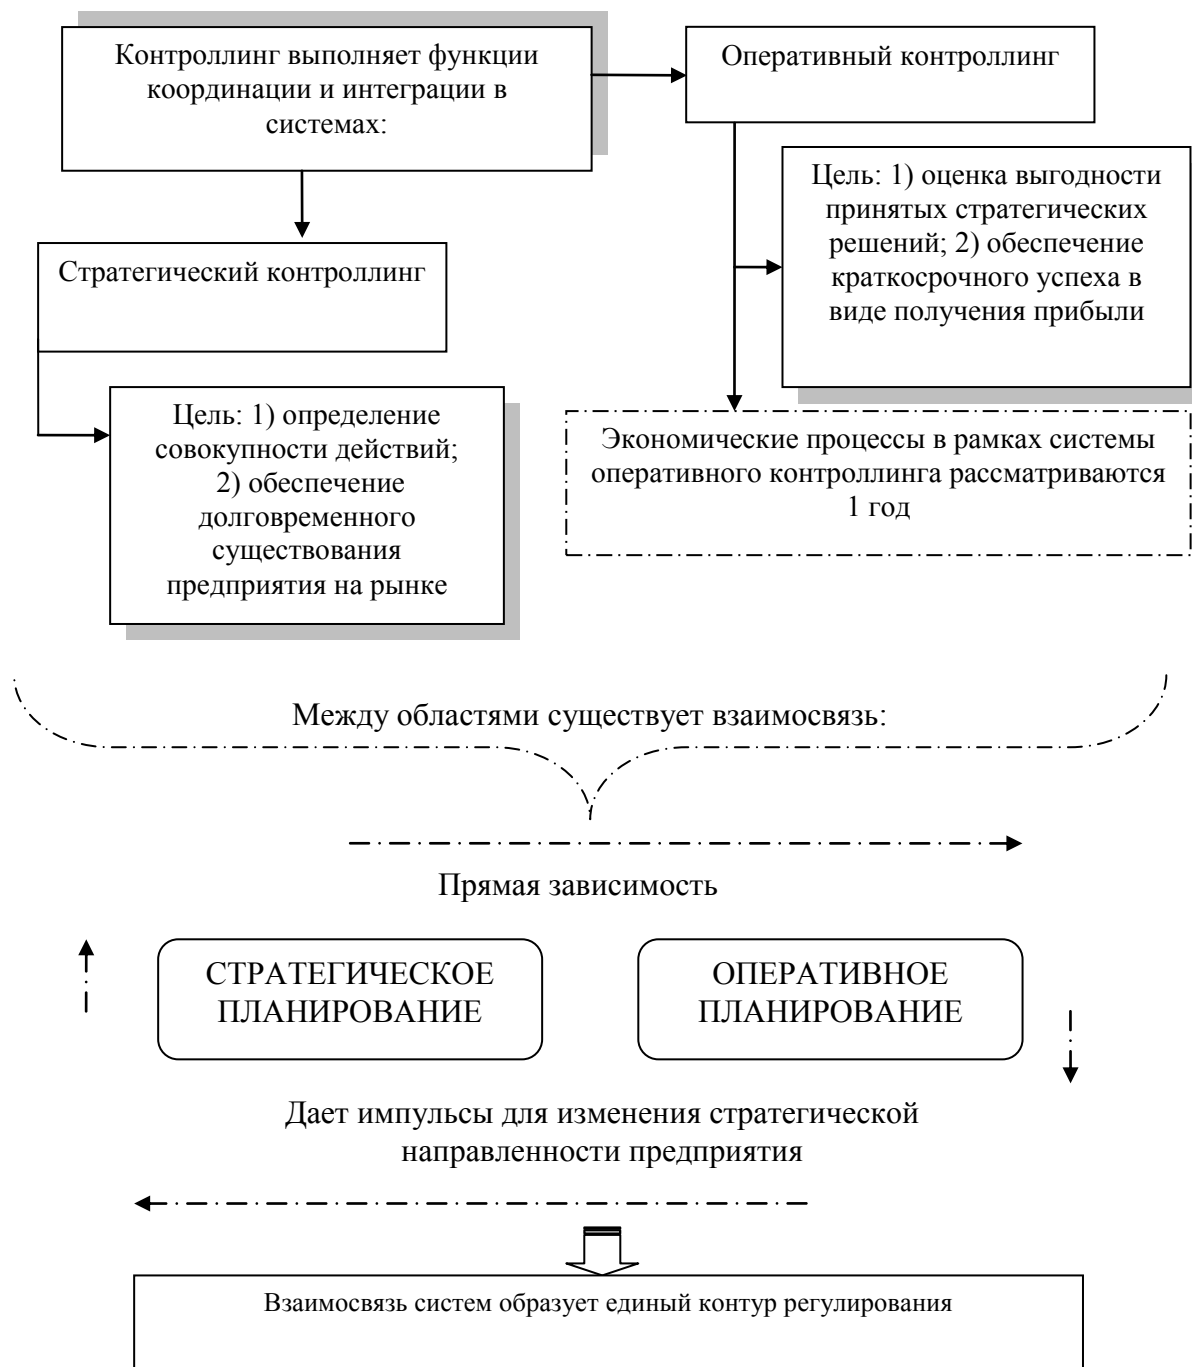 Контроллинг выполняет функции
координации и интеграции в
системах:
Оперативный контроллинг
Цель: 1) оценка выгодности
принятых стратегических
решений; 2) обеспечение
краткосрочного успеха в
виде получения прибыли
Стратегический контроллинг
Цель: 1) определение
совокупности действий;
2) обеспечение
долговременного
существования
предприятия на рынке
Экономические процессы в рамках системы
оперативного контроллинга рассматриваются
1 год
Между областями существует взаимосвязь:
Прямая зависимость
СТРАТЕГИЧЕСКОЕ
ПЛАНИРОВАНИЕ
ОПЕРАТИВНОЕ
ПЛАНИРОВАНИЕ
Дает импульсы для изменения стратегической
направленности предприятия
Взаимосвязь систем образует единый контур регулирования